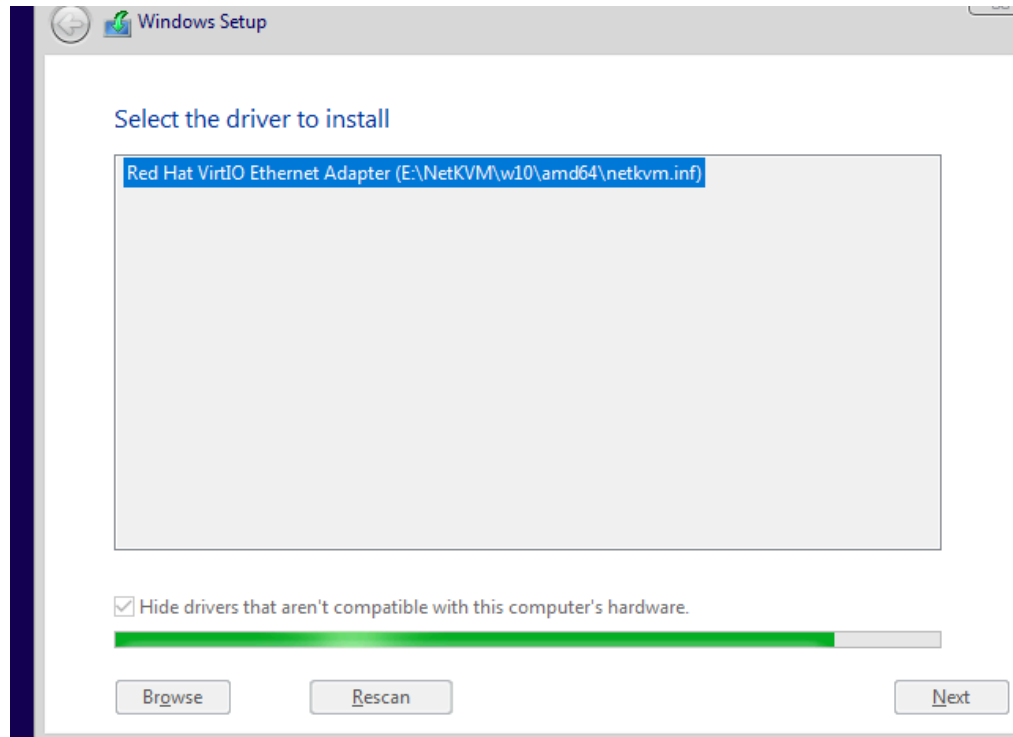 Windows Setup
Select the driver to install
Red Hat VirtIO Ethernet Adapter (E:\NetKVM\w10\amd64\netkvm.inf)
Hide drivers that aren't compatible with this computer's hardware.
Browse Rescan Next